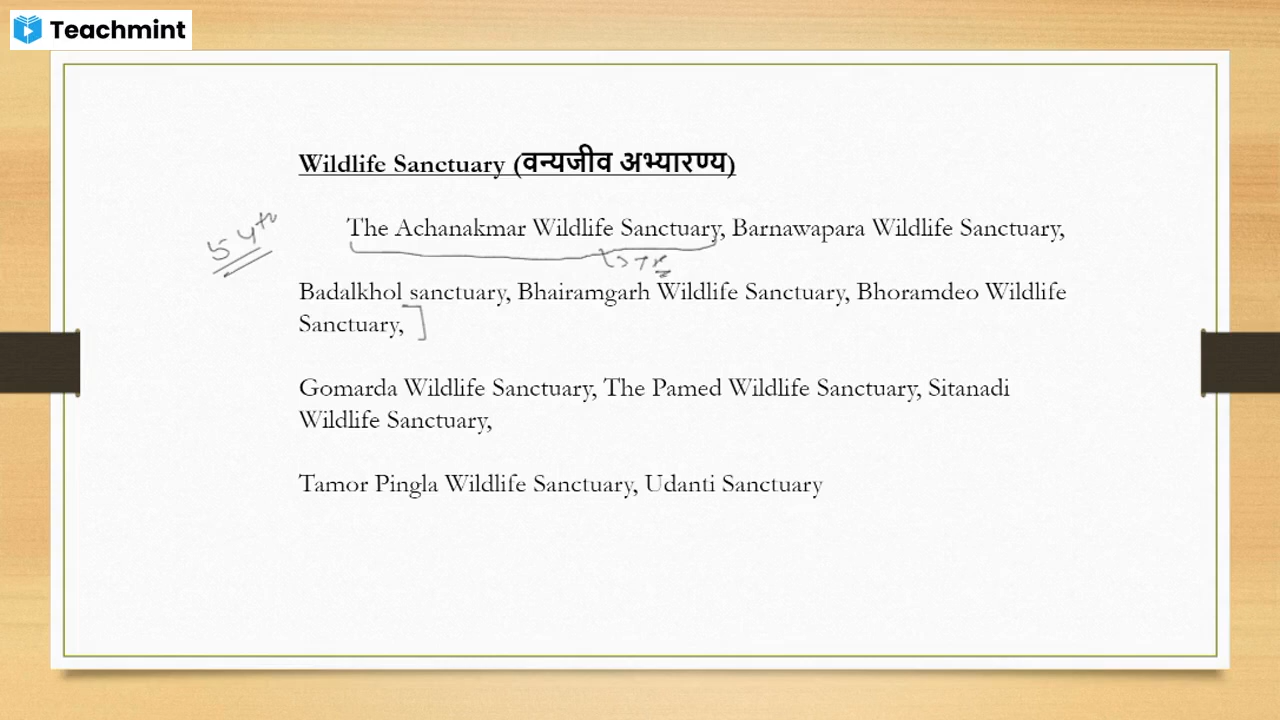 Teachmint
Wildlife Sanctuary (वन्यजीव अभ्यारण्य)
54th
The Achanakmar Wildlife Sanctuary, Barnawapara Wildlife Sanctuary,
Badalkhol sanctuary, Bhairamgarh Wildlife Sanctuary, Bhoramdeo Wildlife
Sanctuary,
Gomarda Wildlife Sanctuary, The Pamed Wildlife Sanctuary, Sitanadi
Wildlife Sanctuary,
Tamor Pingla Wildlife Sanctuary, Udanti Sanctuary